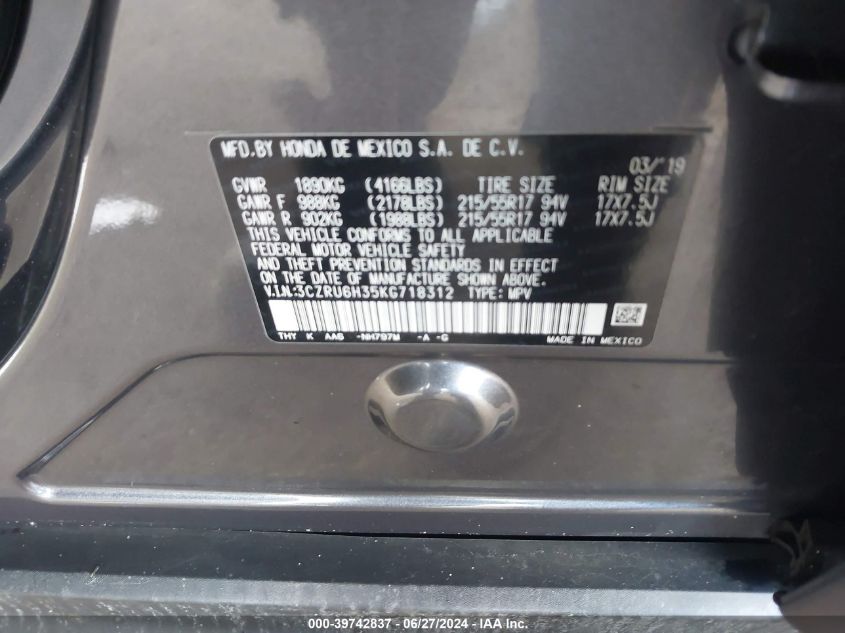 MFD.BY HONDA DE MEXICO S.A. DE C.V.
03/'19
GVWR 1890KG (4166LBS) TIRE SIZE RIM SIZE
GAWR F 988KG (2178LBS) 215/55R17 94V 17X7.5J
GAWR R 902KG (1988LBS) 215/55R17 94V 17X7.5J
THIS VEHICLE CONFORMS TO ALL APPLICABLE
FEDERAL MOTOR VEHICLE SAFETY
AND THEFT PREVENTION STANDARDS IN EFFECT
ON THE DATE OF MANUFACTURE SHOWN ABOVE.
V.I.N.:3CZRU6H35KG718312 TYPE: MPV
THY K AA6 -NH797M -A -G MADE IN MEXICO
000-39742837 - 06/27/2024 - IAA Inc.